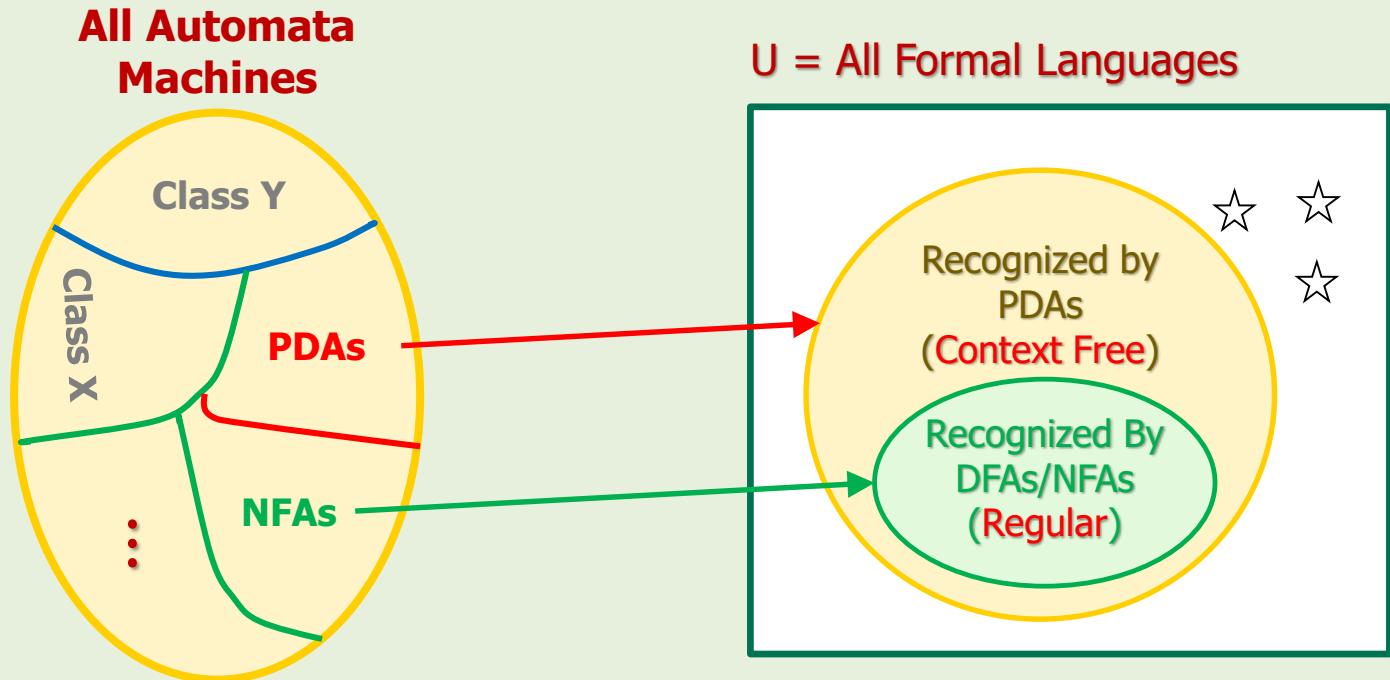 All Automata
Machines
Class Y
Class X
PDAs
NFAs
U = All Formal Languages
Recognized by
PDAs
(Context Free)
Recognized By
DFAs/NFAs
(Regular)